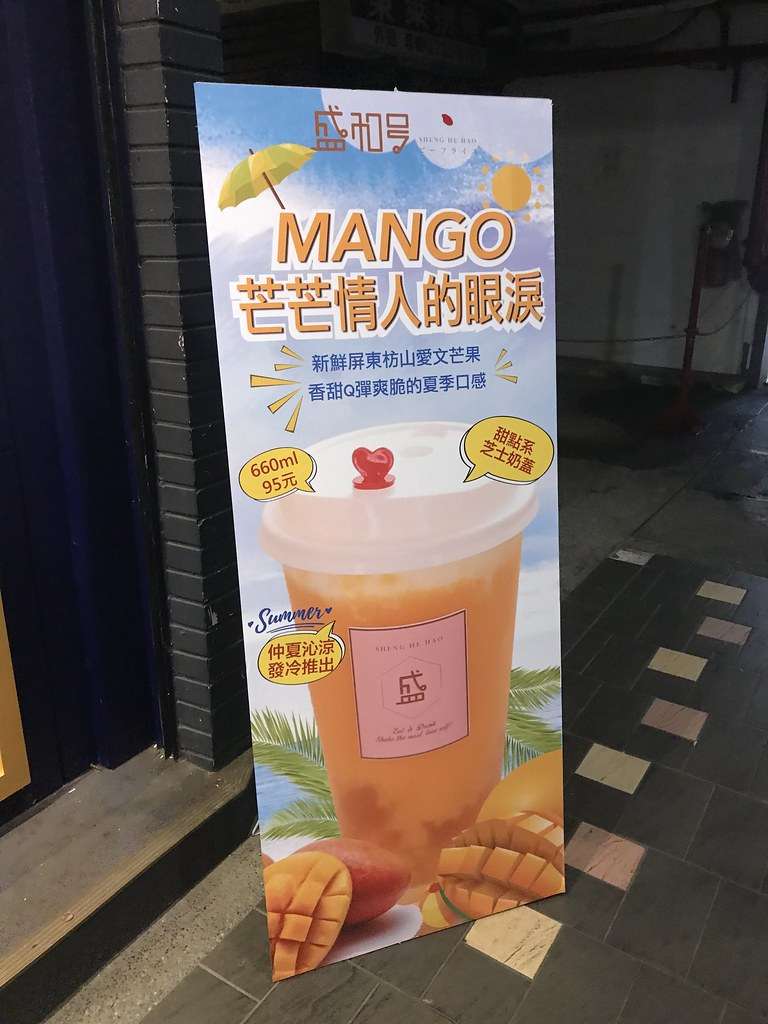 盛和号
SHENG HE HAO
MANGO
芒芒情人的眼淚
新鮮屏東枋山愛文芒果
香甜Q彈爽脆的夏季口感
660ml
95元
甜點系
芝士奶蓋
Summer
仲夏沁涼
發冷推出
SHENG HE HAO
盛
Eat & Drink